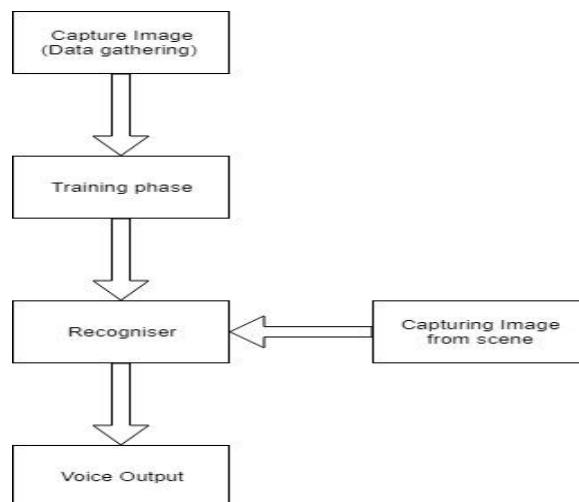 Capture Image
(Data gathering)
Training phase
Recogniser
Capturing Image
from scene
Voice Output